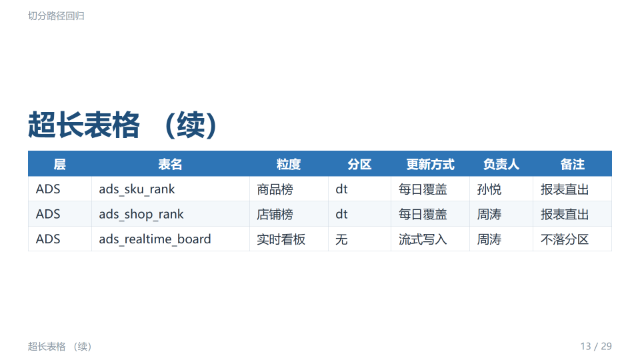 切分路径回归
超长表格 （续）
层 表名 粒度 分区 更新方式 负责人 备注
ADS ads_sku_rank 商品榜 dt 每日覆盖 孙悦 报表直出
ADS ads_shop_rank 店铺榜 dt 每日覆盖 周涛 报表直出
ADS ads_realtime_board 实时看板 无 流式写入 周涛 不落分区
超长表格 （续） 13 / 29